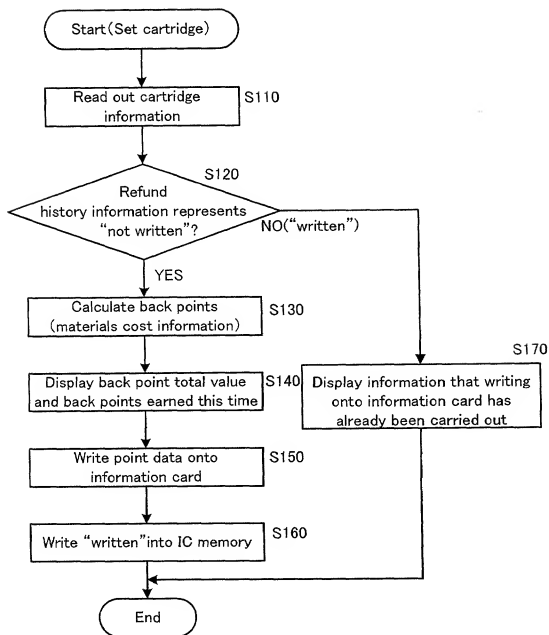 Start(Set cartridge)
Read out cartridge
information
S110
S120
Refund
history information represents
“not written”?
NO(“written”)
YES
Calculate back points
(materials cost information)
S130
Display back point total value
and back points earned this time
S140
S170
Display information that writing
onto information card has
already been carried out
Write point data onto
information card
S150
Write “written”into IC memory
S160
End